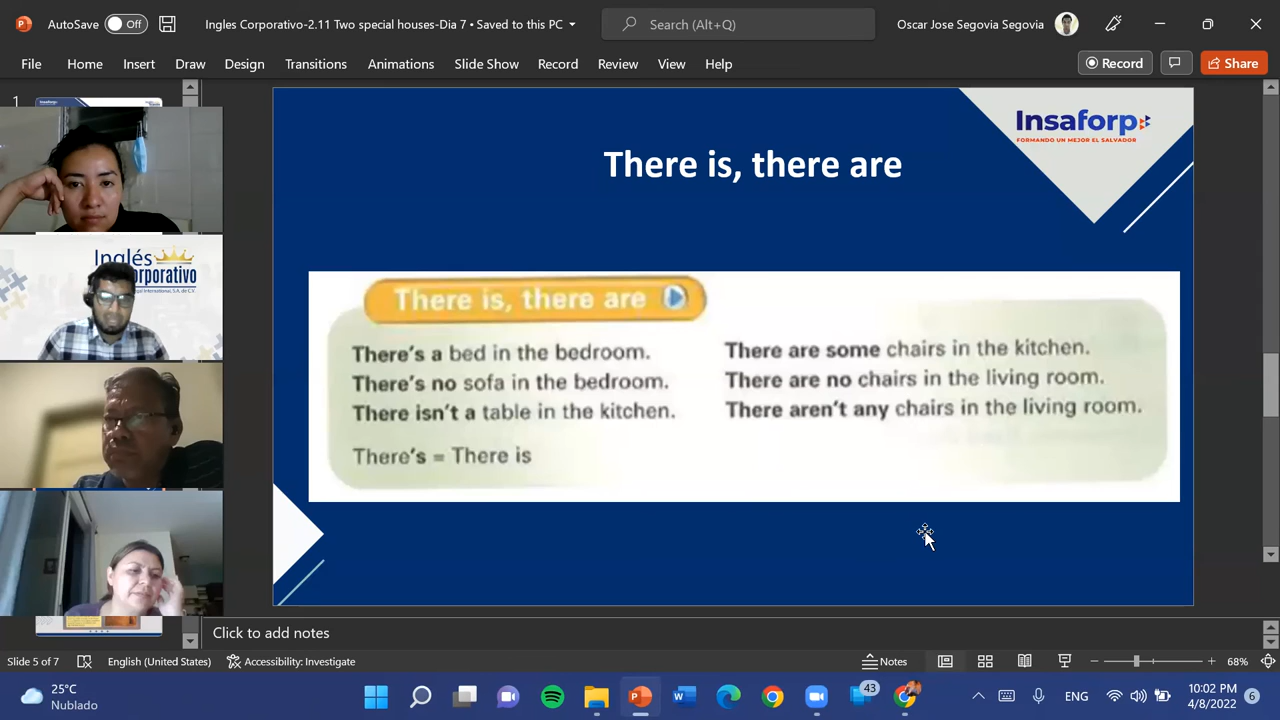 AutoSave Off Ingles Corporativo-2.11 Two special houses-Dia 7 • Saved to this PC Search (Alt+Q) Oscar Jose Segovia Segovia
File Home Insert Draw Design Transitions Animations Slide Show Record Review View Help Record Share
1
Insaforp
FORMANDO UN MEJOR EL SALVADOR
There is, there are
There is, there are
There's a bed in the bedroom.
There's no sofa in the bedroom.
There isn't a table in the kitchen.
There's = There is
There are some chairs in the kitchen.
There are no chairs in the living room.
There aren't any chairs in the living room.
Inglés
Click to add notes
Slide 5 of 7 English (United States) Accessibility: Investigate Notes 68%
25°C
Nublado
43
ENG
10:02 PM
4/8/2022
6